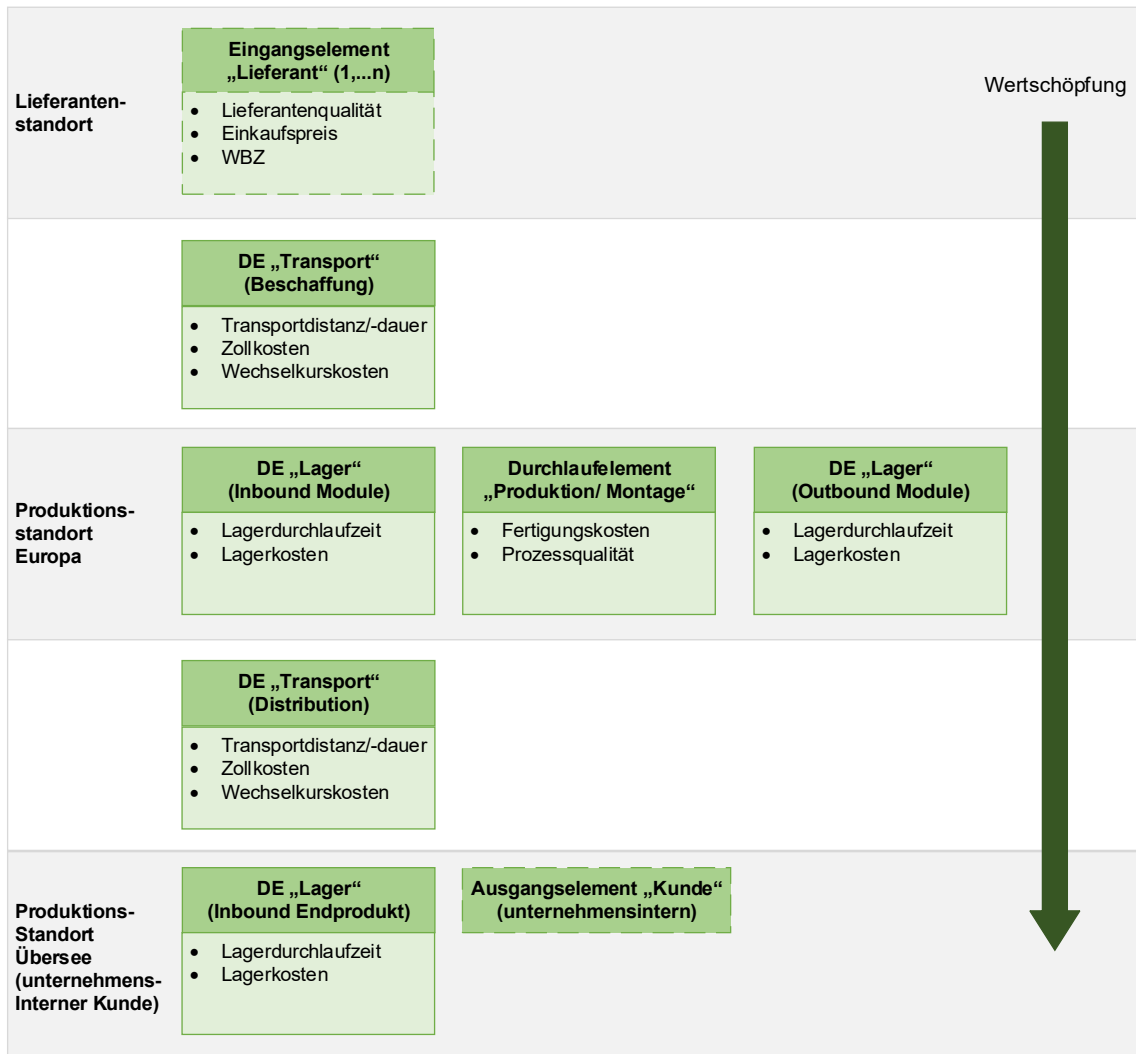 Lieferanten-
standort
Eingangselement
„Lieferant“ (1,...n)
• Lieferantenqualität
• Einkaufspreis
• WBZ
Wertschöpfung
DE „Transport“
(Beschaffung)
• Transportdistanz/-dauer
• Zollkosten
• Wechselkurskosten
Produktions-
standort
Europa
DE „Lager“
(Inbound Module)
• Lagerdurchlaufzeit
• Lagerkosten
Durchlaufelement
„Produktion/ Montage“
• Fertigungskosten
• Prozessqualität
DE „Lager“
(Outbound Module)
• Lagerdurchlaufzeit
• Lagerkosten
DE „Transport“
(Distribution)
• Transportdistanz/-dauer
• Zollkosten
• Wechselkurskosten
Produktions-
Standort
Übersee
(unternehmens-
Interner Kunde)
DE „Lager“
(Inbound Endprodukt)
• Lagerdurchlaufzeit
• Lagerkosten
Ausgangselement „Kunde“
(unternehmensintern)